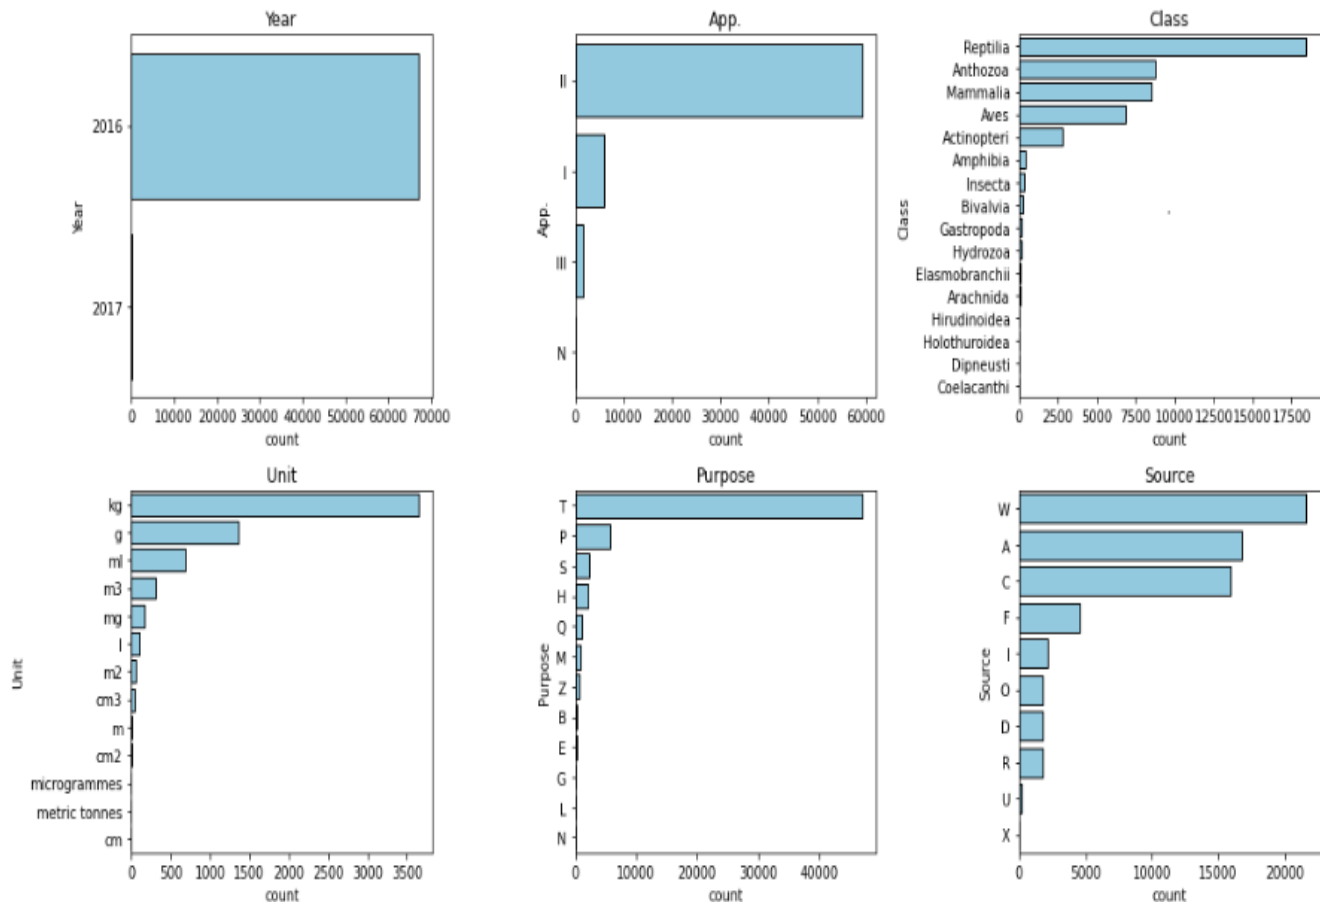 Year
2016
2017
Year
0 10000 20000 30000 40000 50000 60000 70000
count
App.
II
I
III
N
App.
0 10000 20000 30000 40000 50000 60000
count
Class
Reptilia
Anthozoa
Mammalia
Aves
Actinopteri
Amphibia
Insecta
Bivalvia
Gastropoda
Hydrozoa
Elasmobranchii
Arachnida
Hirudinoidea
Holothuroidea
Dipneusti
Coelacanthi
Class
0 2500 5000 7500 10000 12500 15000 17500
count
Unit
kg
g
ml
m3
mg
l
m2
cm3
m
cm2
microgrammes
metric tonnes
cm
Unit
0 500 1000 1500 2000 2500 3000 3500
count
Purpose
T
P
S
H
Q
M
Z
B
E
G
L
N
Purpose
0 10000 20000 30000 40000
count
Source
W
A
C
F
I
O
D
R
U
X
Source
0 5000 10000 15000 20000
count